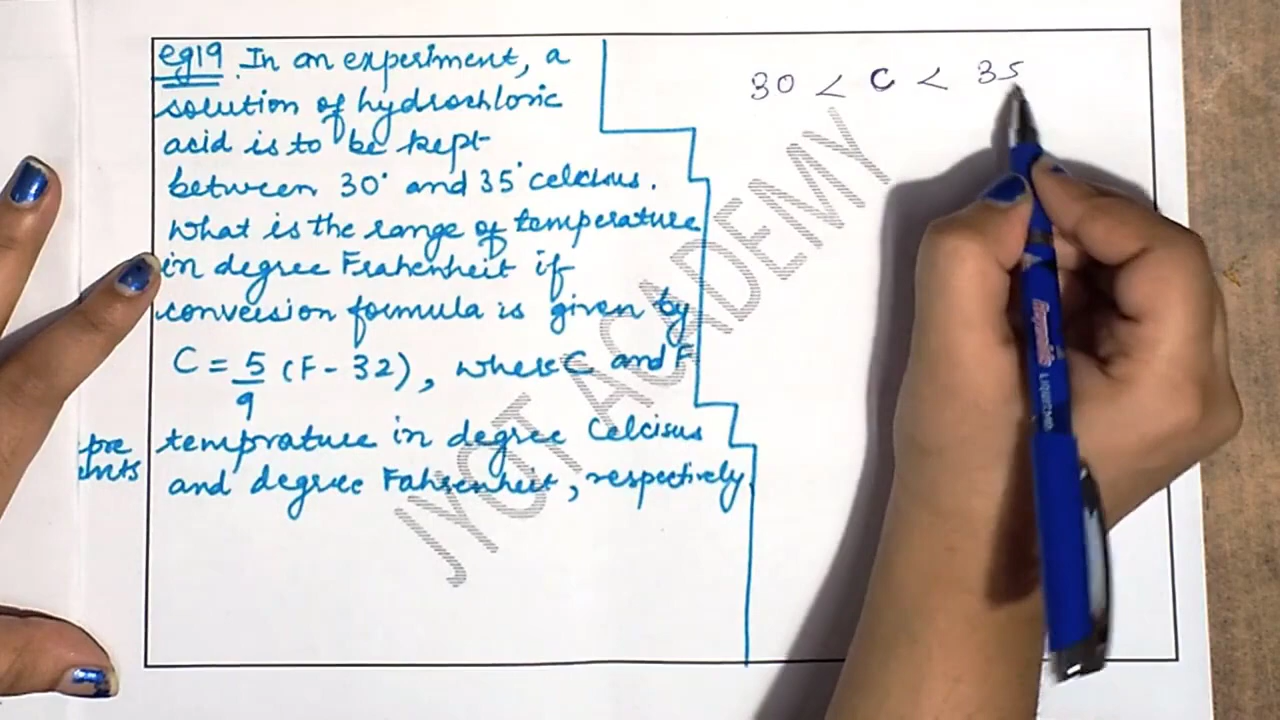 eg19. In an experiment, a
solution of hydrochloric
acid is to be kept
between 30° and 35° celcius.
What is the range of temperature
in degree Frahenheit if
conversion formula is given by
C = 5/9 (F - 32), where C and F
temprature in degree Celcisus
and degree Fahrenheit, respectively
30 < C < 35
JYOTI ACADEMY